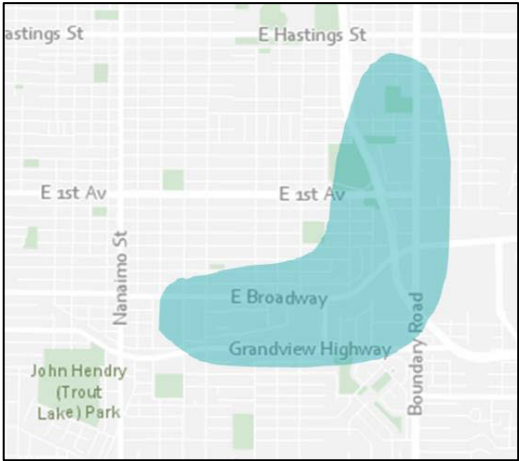 astings St
E Hastings St
E 1st Av
E 1st Av
Nanaimo St
E Broadway
Grandview Highway
Boundary Road
John Hendry
(Trout
Lake) Park